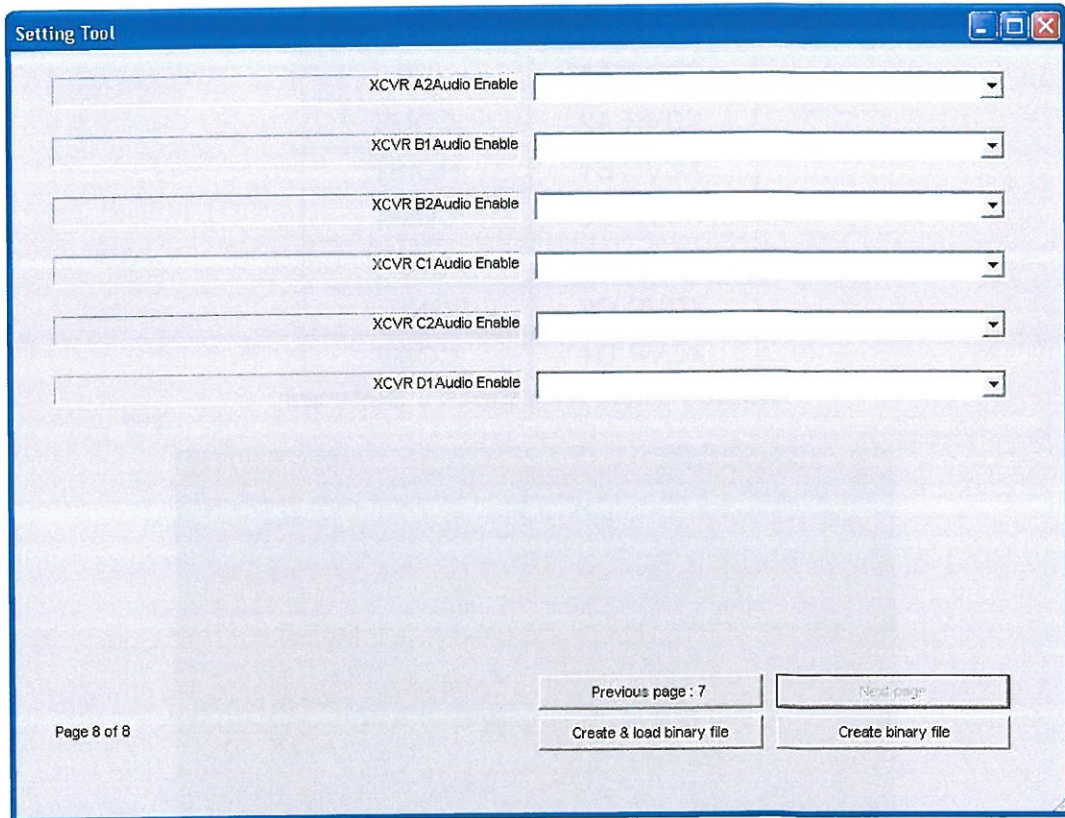 Setting Tool
XCVR A2Audio Enable
XCVR B1Audio Enable
XCVR B2Audio Enable
XCVR C1Audio Enable
XCVR C2Audio Enable
XCVR D1Audio Enable
Previous page : 7
Next page
Page 8 of 8
Create & load binary file
Create binary file